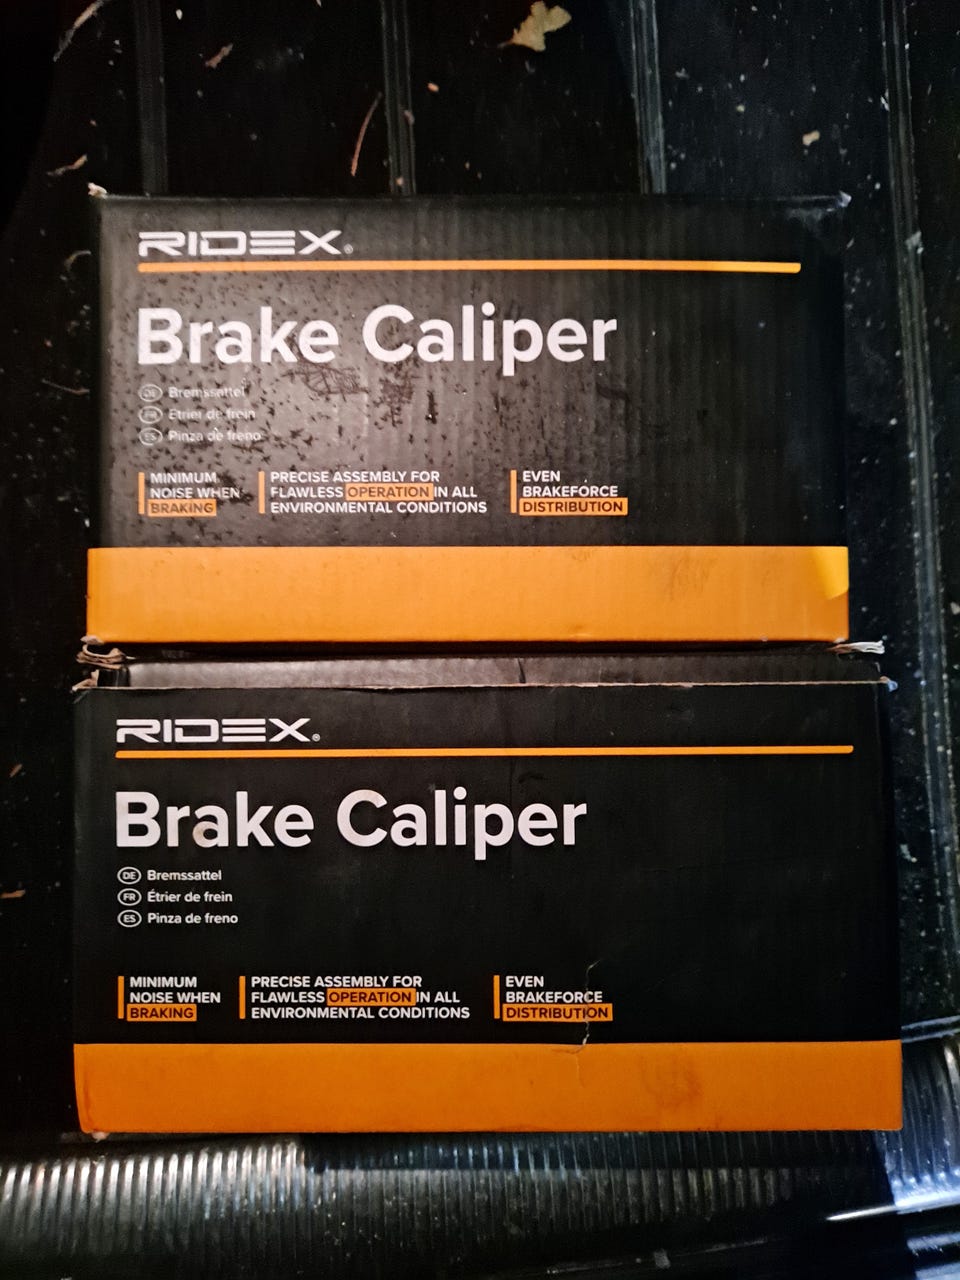 RIDEX®
Brake Caliper
DE Bremssattel
FR Étrier de frein
ES Pinza de freno
MINIMUM
NOISE WHEN
BRAKING
PRECISE ASSEMBLY FOR
FLAWLESS OPERATION IN ALL
ENVIRONMENTAL CONDITIONS
EVEN
BRAKEFORCE
DISTRIBUTION
RIDEX®
Brake Caliper
DE Bremssattel
FR Étrier de frein
ES Pinza de freno
MINIMUM
NOISE WHEN
BRAKING
PRECISE ASSEMBLY FOR
FLAWLESS OPERATION IN ALL
ENVIRONMENTAL CONDITIONS
EVEN
BRAKEFORCE
DISTRIBUTION